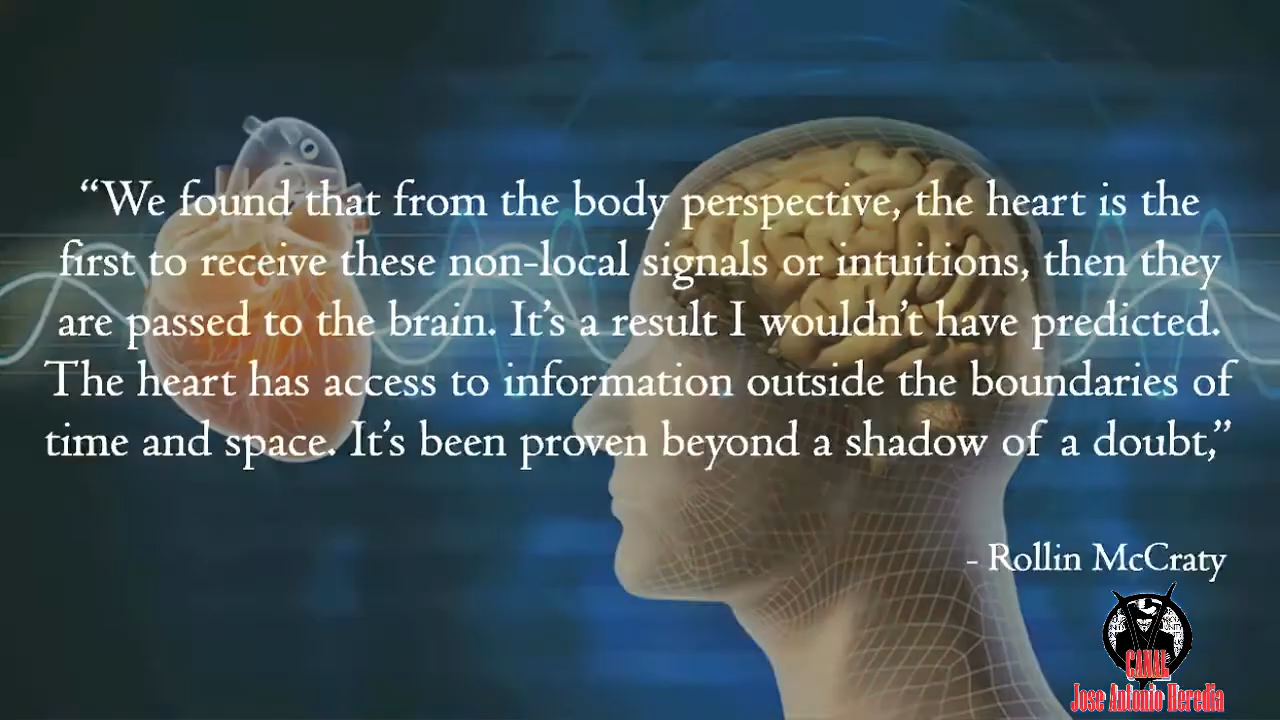 “We found that from the body perspective, the heart is the
first to receive these non-local signals or intuitions, then they
are passed to the brain. It’s a result I wouldn’t have predicted.
The heart has access to information outside the boundaries of
time and space. It’s been proven beyond a shadow of a doubt,”
- Rollin McCraty
CANAL
Jose Antonio Heredia